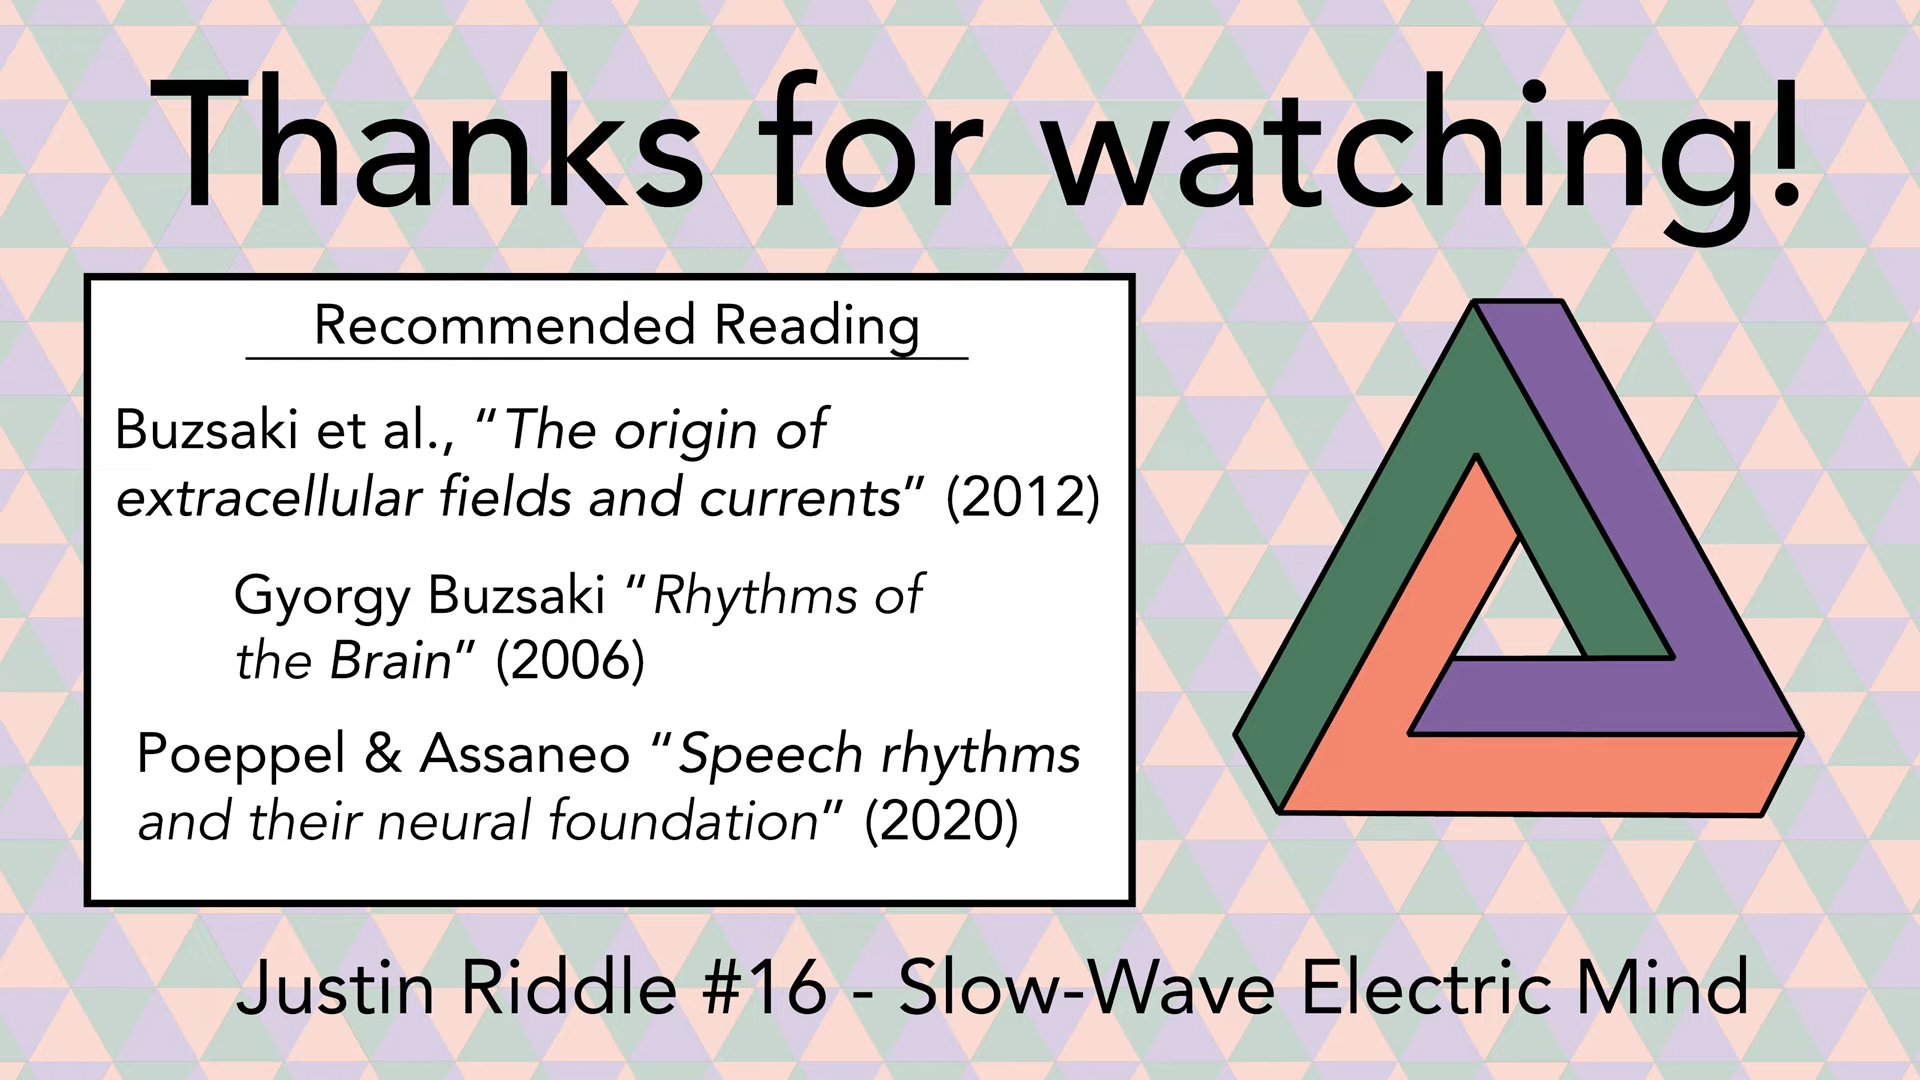 Thanks for watching!
Recommended Reading
Buzsaki et al., “The origin of
extracellular fields and currents” (2012)
Gyorgy Buzsaki “Rhythms of
the Brain” (2006)
Poeppel & Assaneo “Speech rhythms
and their neural foundation” (2020)
Justin Riddle #16 - Slow-Wave Electric Mind